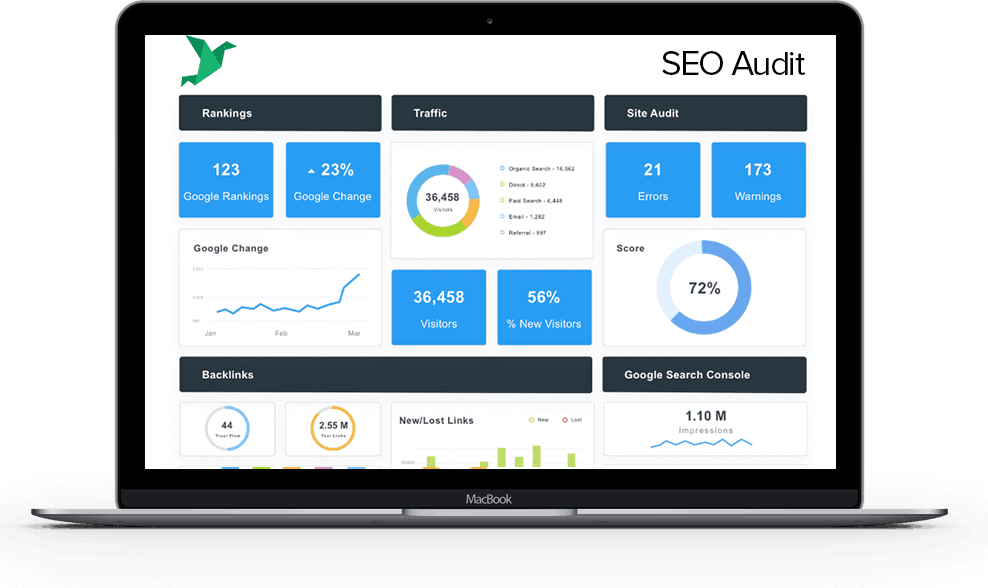 SEO Audit
Rankings
Traffic
Site Audit
123
Google Rankings
23%
Google Change
36,458
Visitors
Organic Search - 16,562
Direct - 9,602
Paid Search - 6,448
Email - 1,282
Referral - 997
21
Errors
173
Warnings
Google Change
Jan
Feb
Mar
36,458
Visitors
56%
% New Visitors
Score
72%
Backlinks
Google Search Console
44
Trust Flow
2.55 M
Text Links
New/Lost Links
New
Lost
1.10 M
Impressions
MacBook